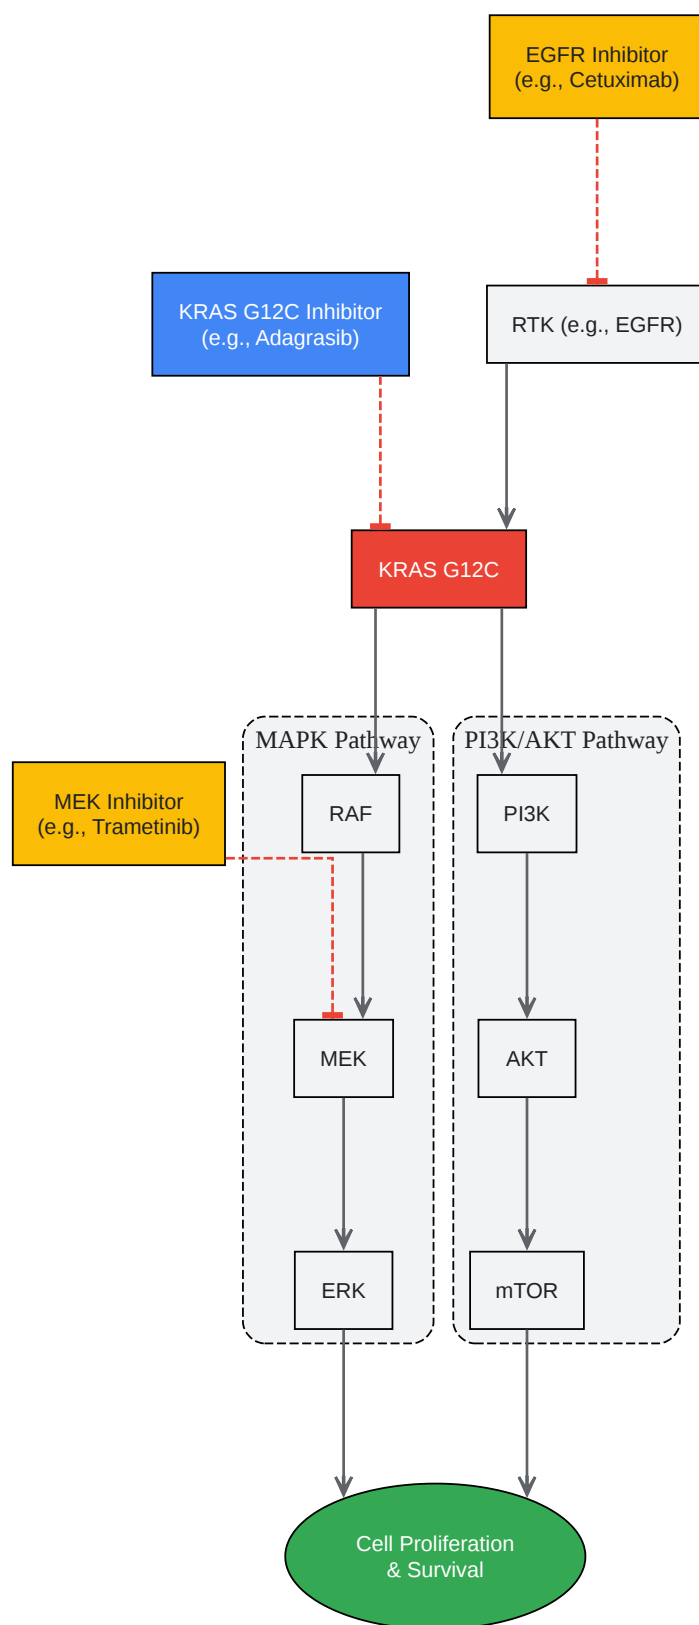 EGFR Inhibitor
(e.g., Cetuximab)
KRAS G12C Inhibitor
(e.g., Adagrasib)
RTK (e.g., EGFR)
KRAS G12C
MAPK Pathway
PI3K/AKT Pathway
MEK Inhibitor
(e.g., Trametinib)
RAF
PI3K
MEK
AKT
ERK
mTOR
Cell Proliferation
& Survival